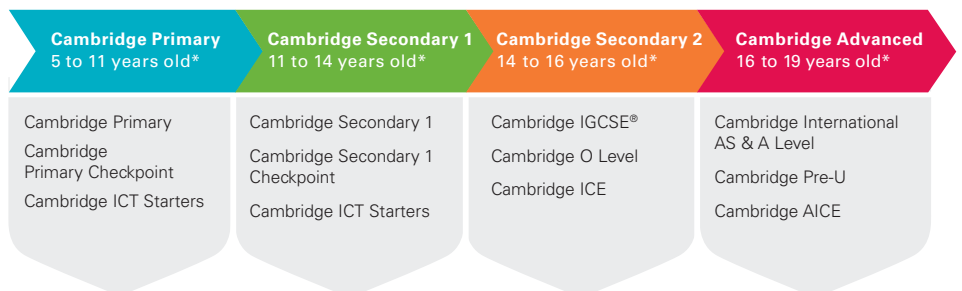 Cambridge Primary
5 to 11 years old*
Cambridge Secondary 1
11 to 14 years old*
Cambridge Secondary 2
14 to 16 years old*
Cambridge Advanced
16 to 19 years old*
Cambridge Primary
Cambridge
Primary Checkpoint
Cambridge ICT Starters
Cambridge Secondary 1
Cambridge Secondary 1
Checkpoint
Cambridge ICT Starters
Cambridge IGCSE®
Cambridge O Level
Cambridge ICE
Cambridge International
AS & A Level
Cambridge Pre-U
Cambridge AICE